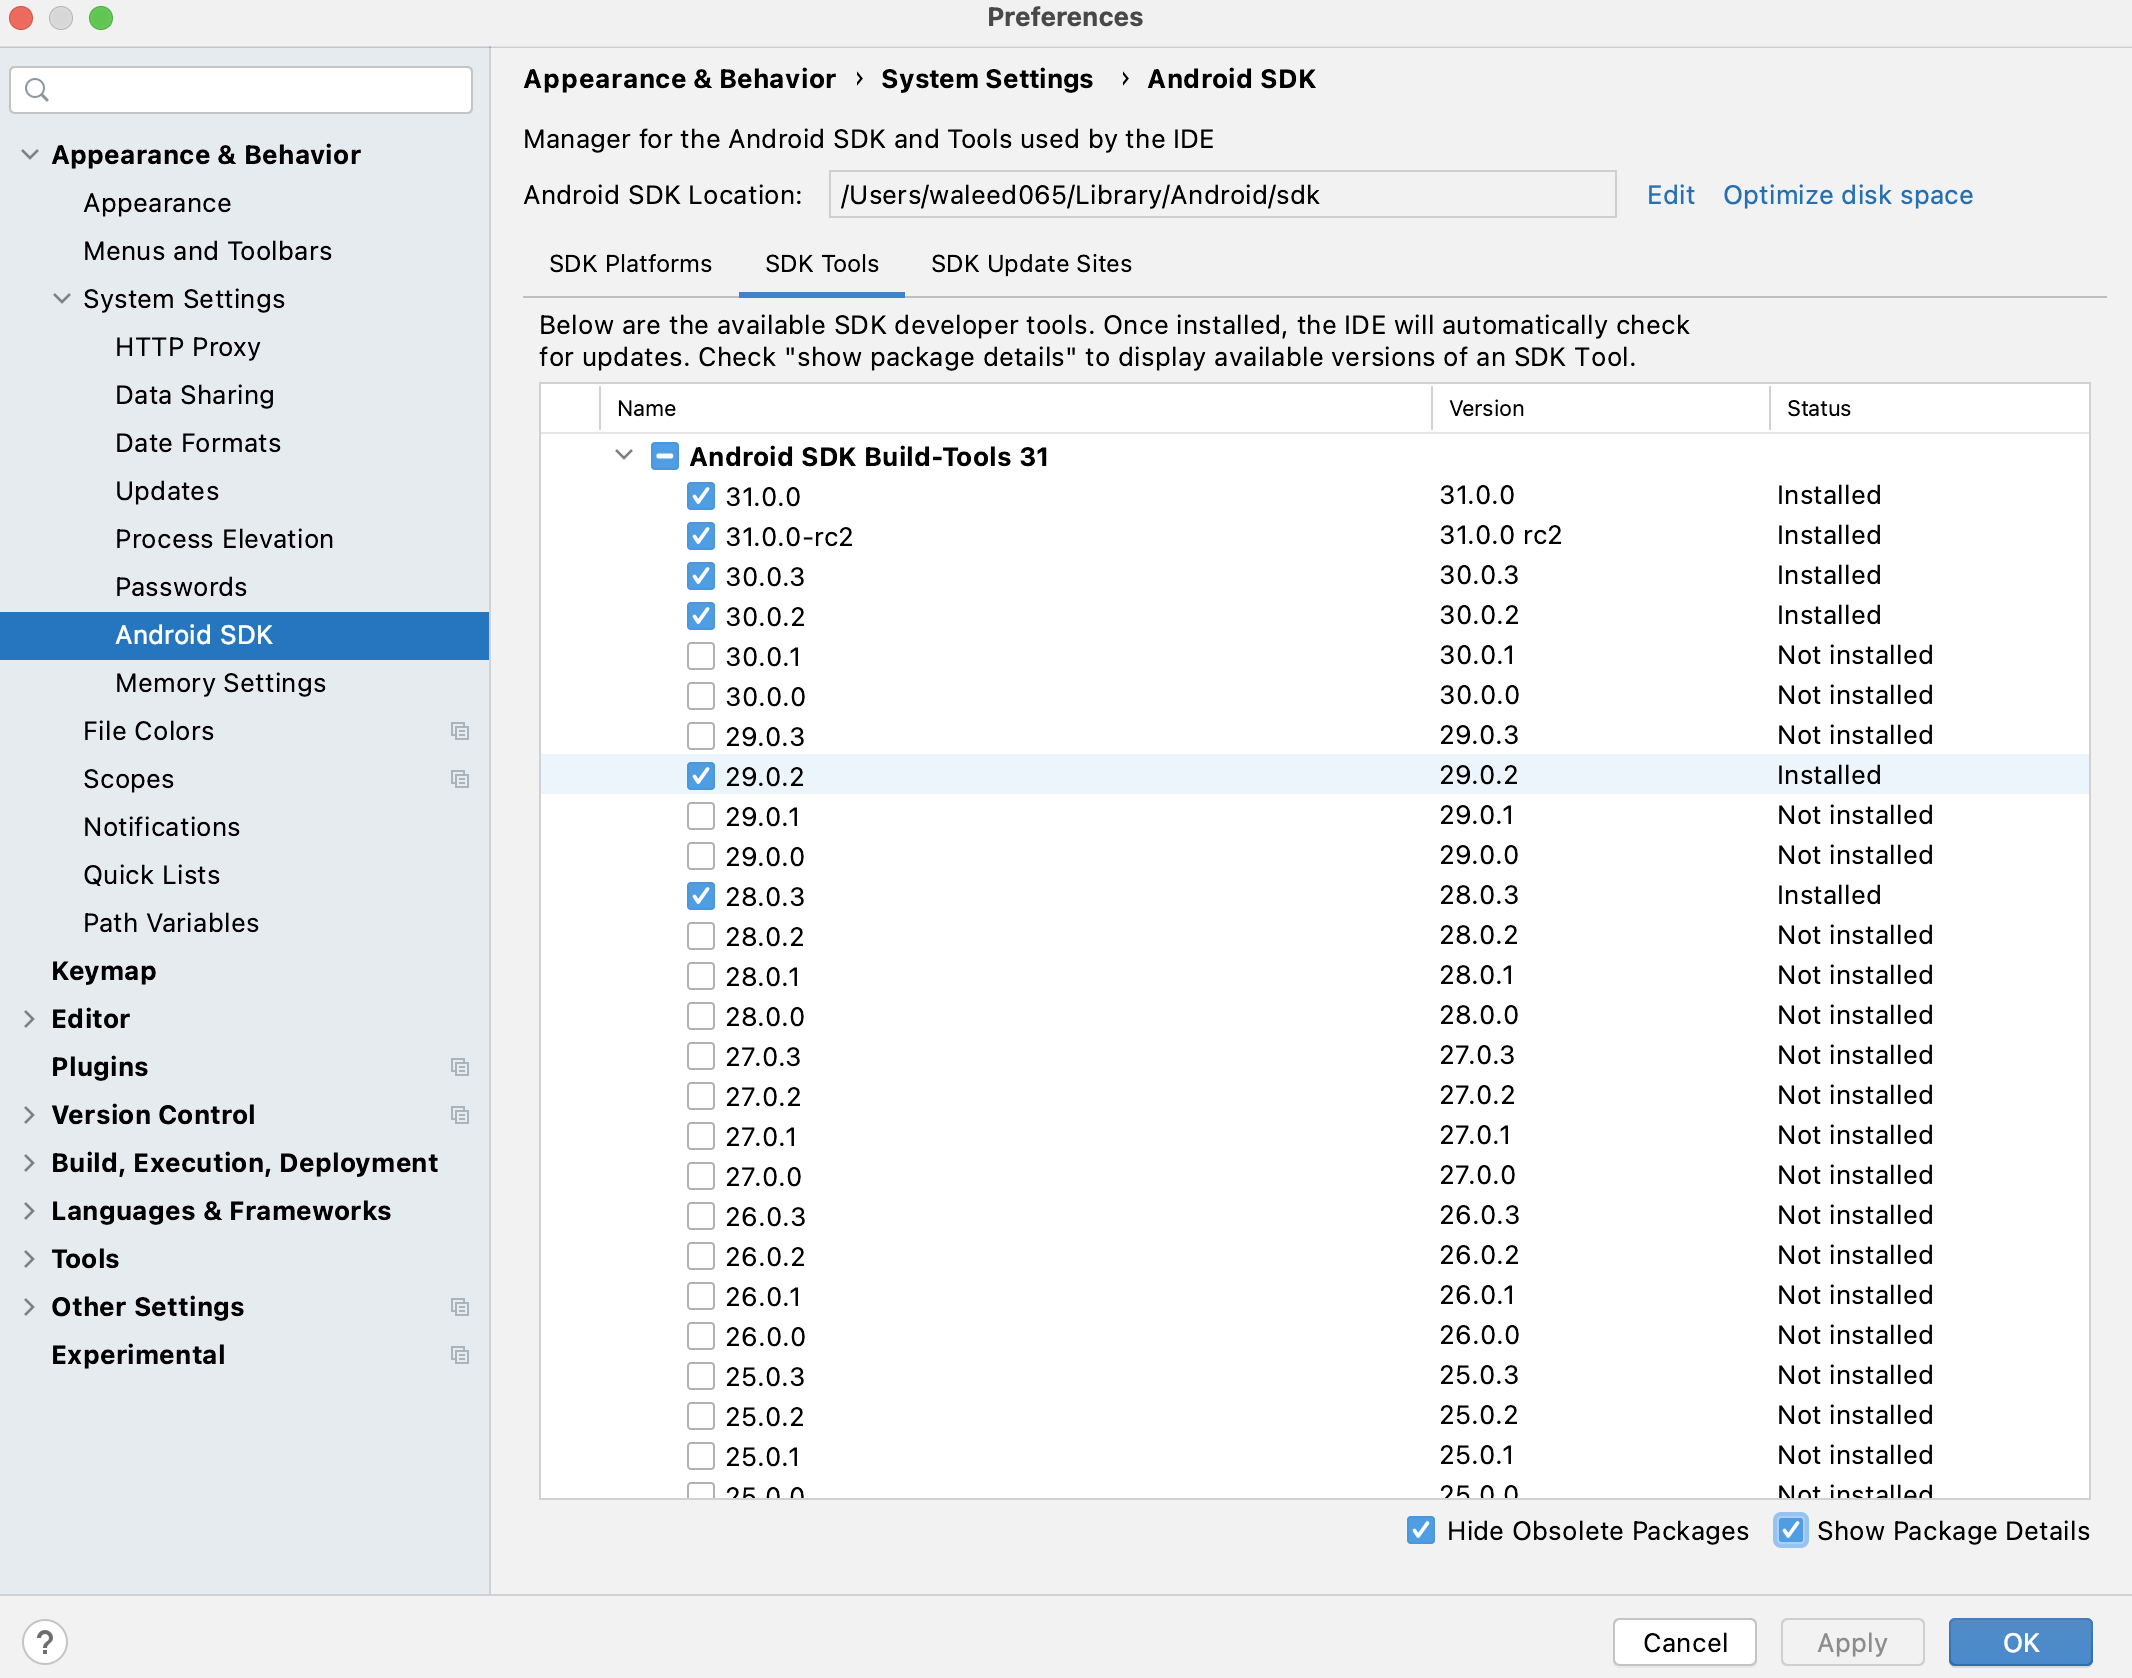 Preferences
Appearance & Behavior
Appearance
Menus and Toolbars
System Settings
HTTP Proxy
Data Sharing
Date Formats
Updates
Process Elevation
Passwords
Android SDK
Memory Settings
File Colors
Scopes
Notifications
Quick Lists
Path Variables
Keymap
Editor
Plugins
Version Control
Build, Execution, Deployment
Languages & Frameworks
Tools
Other Settings
Experimental
Appearance & Behavior › System Settings › Android SDK
Manager for the Android SDK and Tools used by the IDE
Android SDK Location: /Users/waleed065/Library/Android/sdk Edit Optimize disk space
SDK Platforms SDK Tools SDK Update Sites
Below are the available SDK developer tools. Once installed, the IDE will automatically check
for updates. Check "show package details" to display available versions of an SDK Tool.
Name Version Status
Android SDK Build-Tools 31
31.0.0 31.0.0 Installed
31.0.0-rc2 31.0.0 rc2 Installed
30.0.3 30.0.3 Installed
30.0.2 30.0.2 Installed
30.0.1 30.0.1 Not installed
30.0.0 30.0.0 Not installed
29.0.3 29.0.3 Not installed
29.0.2 29.0.2 Installed
29.0.1 29.0.1 Not installed
29.0.0 29.0.0 Not installed
28.0.3 28.0.3 Installed
28.0.2 28.0.2 Not installed
28.0.1 28.0.1 Not installed
28.0.0 28.0.0 Not installed
27.0.3 27.0.3 Not installed
27.0.2 27.0.2 Not installed
27.0.1 27.0.1 Not installed
27.0.0 27.0.0 Not installed
26.0.3 26.0.3 Not installed
26.0.2 26.0.2 Not installed
26.0.1 26.0.1 Not installed
26.0.0 26.0.0 Not installed
25.0.3 25.0.3 Not installed
25.0.2 25.0.2 Not installed
25.0.1 25.0.1 Not installed
25.0.0 25.0.0 Not installed
Hide Obsolete Packages Show Package Details
? Cancel Apply OK